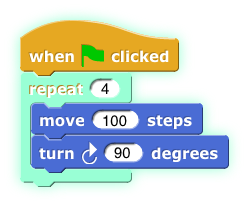 when clicked
repeat 4
move 100 steps
turn 90 degrees